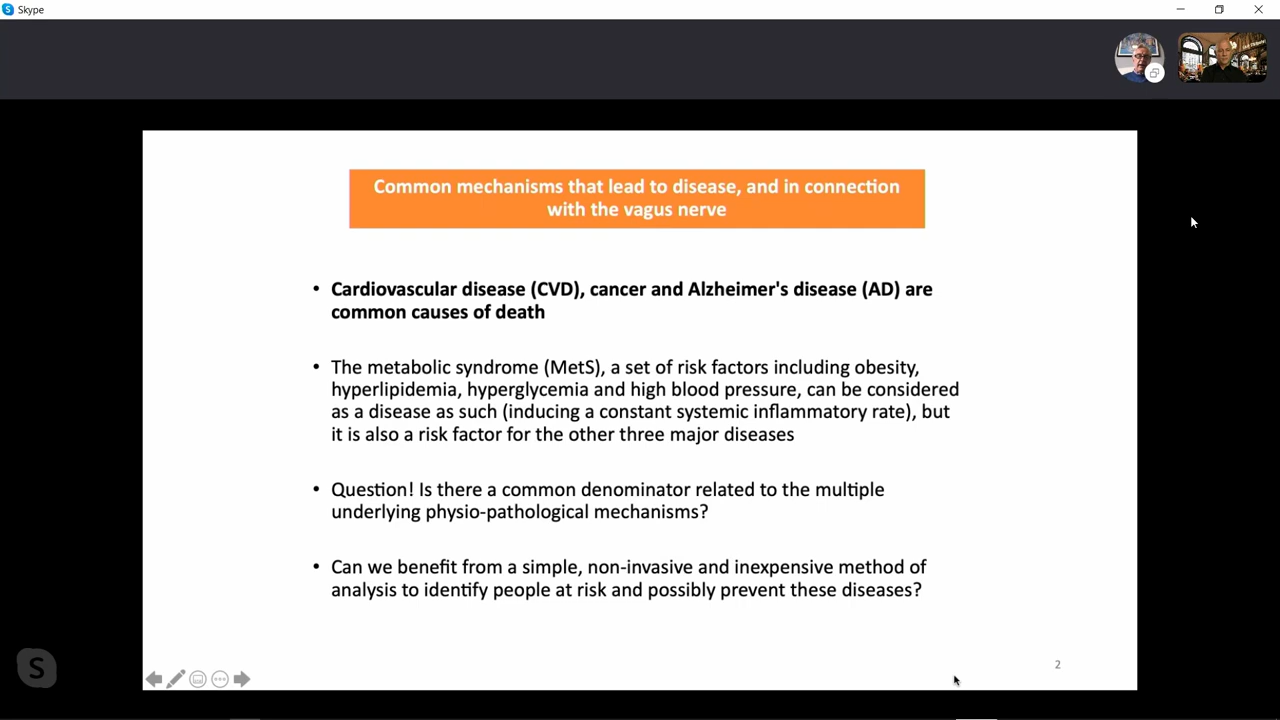 Skype
Common mechanisms that lead to disease, and in connection
with the vagus nerve
• Cardiovascular disease (CVD), cancer and Alzheimer's disease (AD) are
common causes of death
• The metabolic syndrome (MetS), a set of risk factors including obesity,
hyperlipidemia, hyperglycemia and high blood pressure, can be considered
as a disease as such (inducing a constant systemic inflammatory rate), but
it is also a risk factor for the other three major diseases
• Question! Is there a common denominator related to the multiple
underlying physio-pathological mechanisms?
• Can we benefit from a simple, non-invasive and inexpensive method of
analysis to identify people at risk and possibly prevent these diseases?
2
S